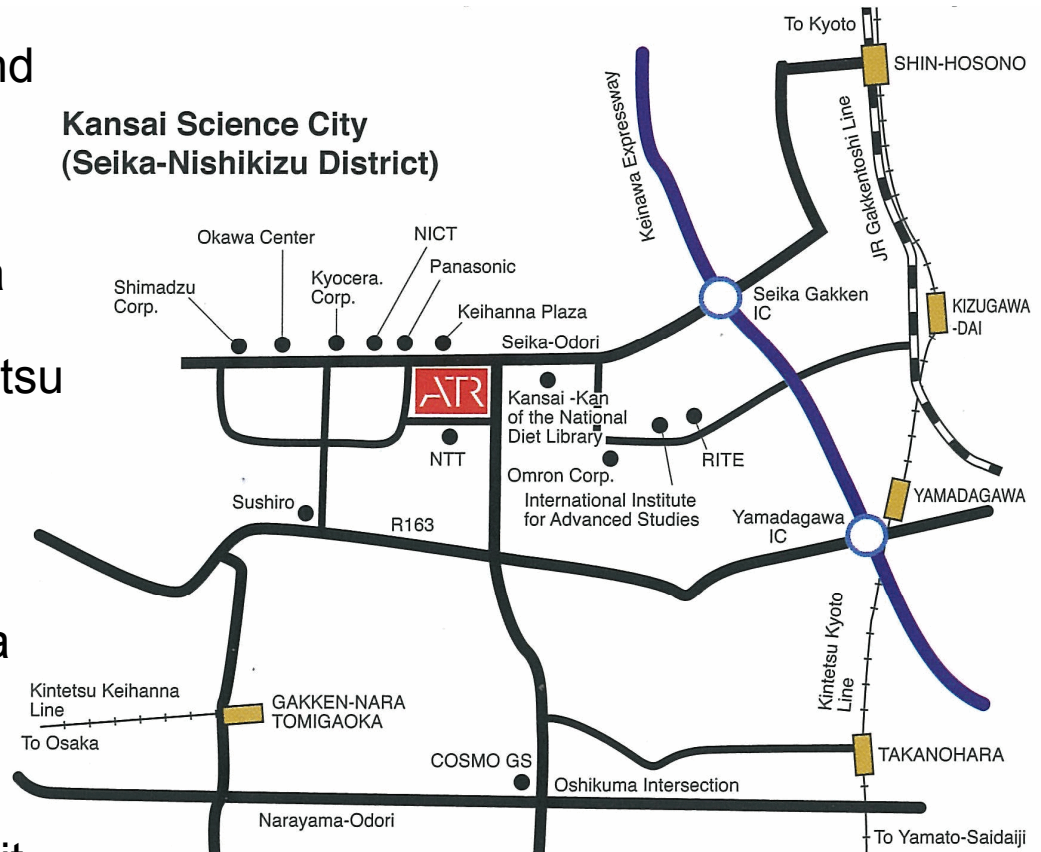 nd
Kansai Science City
(Seika-Nishikizu District)
a
tsu
a
it
To Kyoto
SHIN-HOSONO
Keinawa Expressway
JR Gakkentoshi Line
Okawa Center
NICT
Shimadzu
Corp.
Kyocera.
Corp.
Panasonic
Keihanna Plaza
Seika Gakken
IC
KIZUGAWA
-DAI
Seika-Odori
ATR
Kansai -Kan
of the National
Diet Library
NTT
RITE
Omron Corp.
International Institute
for Advanced Studies
YAMADAGAWA
Sushiro
R163
Yamadagawa
IC
Kintetsu Kyoto
Line
Kintetsu Keihanna
Line
To Osaka
GAKKEN-NARA
TOMIGAOKA
COSMO GS
Oshikuma Intersection
TAKANOHARA
Narayama-Odori
To Yamato-Saidaiji